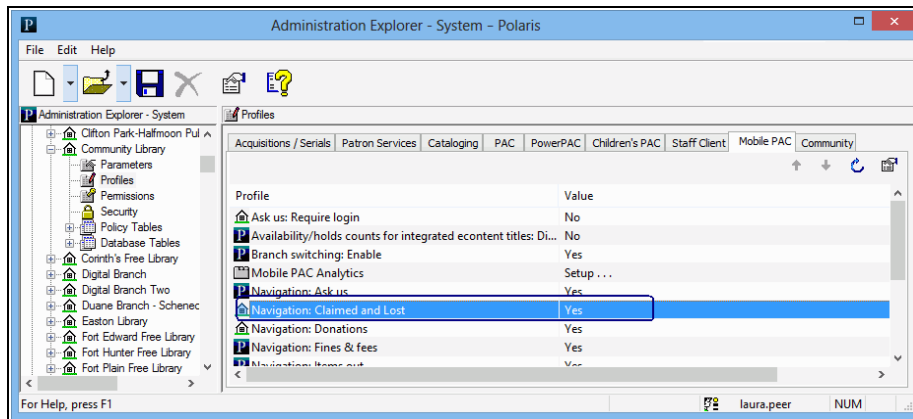 P Administration Explorer - System – Polaris
File Edit Help
P Administration Explorer - System
Profiles
Clifton Park-Halfmoon Pul
Community Library
Parameters
Profiles
Permissions
Security
Policy Tables
Database Tables
Corinth's Free Library
Digital Branch
Digital Branch Two
Duane Branch - Schenec
Easton Library
Fort Edward Free Library
Fort Hunter Free Library
Fort Plain Free Library
Acquisitions / Serials Patron Services Cataloging PAC PowerPAC Children's PAC Staff Client Mobile PAC Community
Profile Value
Ask us: Require login No
P Availability/holds counts for integrated econtent titles: Di... No
P Branch switching: Enable Yes
Mobile PAC Analytics Setup . . .
P Navigation: Ask us Yes
Navigation: Claimed and Lost Yes
Navigation: Donations Yes
P Navigation: Fines & fees Yes
P Navigation: Items out Yes
For Help, press F1 laura.peer NUM